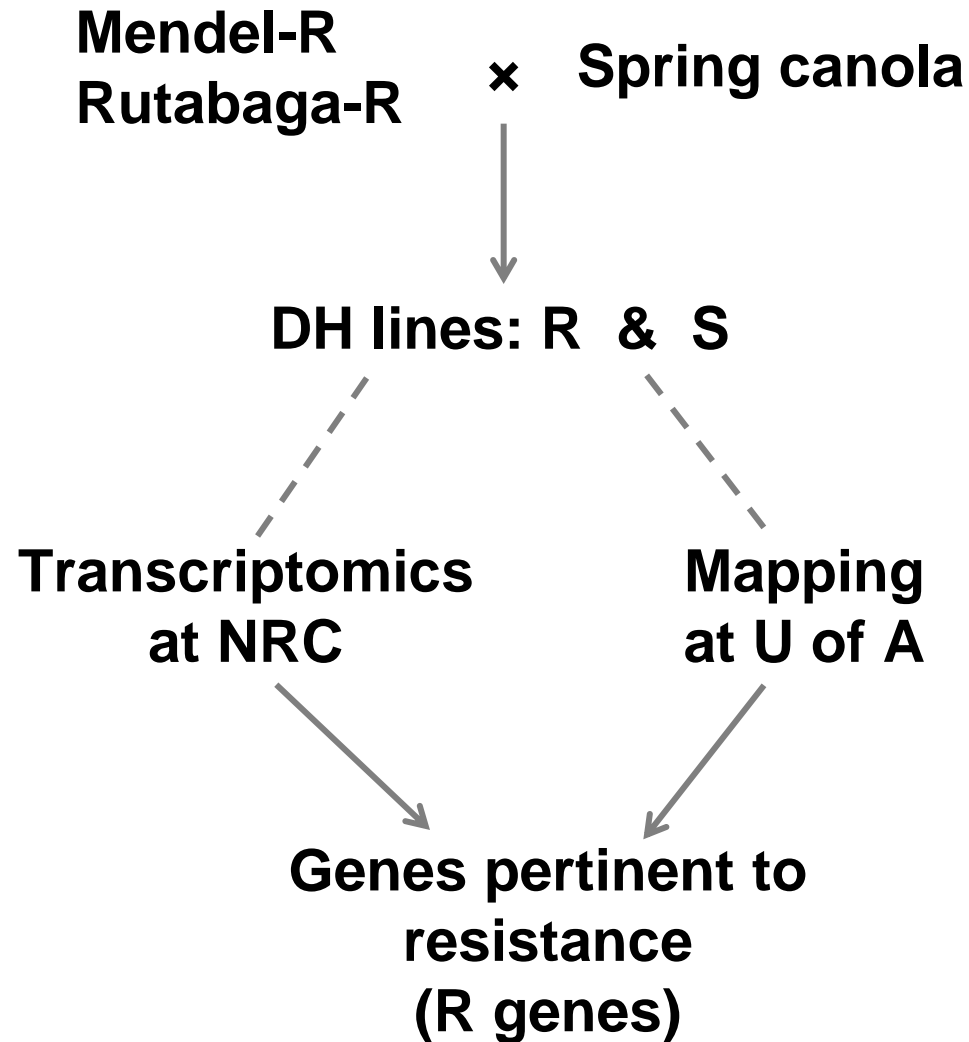 Mendel-R
Rutabaga-R
×
Spring canola
DH lines: R & S
Transcriptomics
at NRC
Mapping
at U of A
Genes pertinent to
resistance
(R genes)